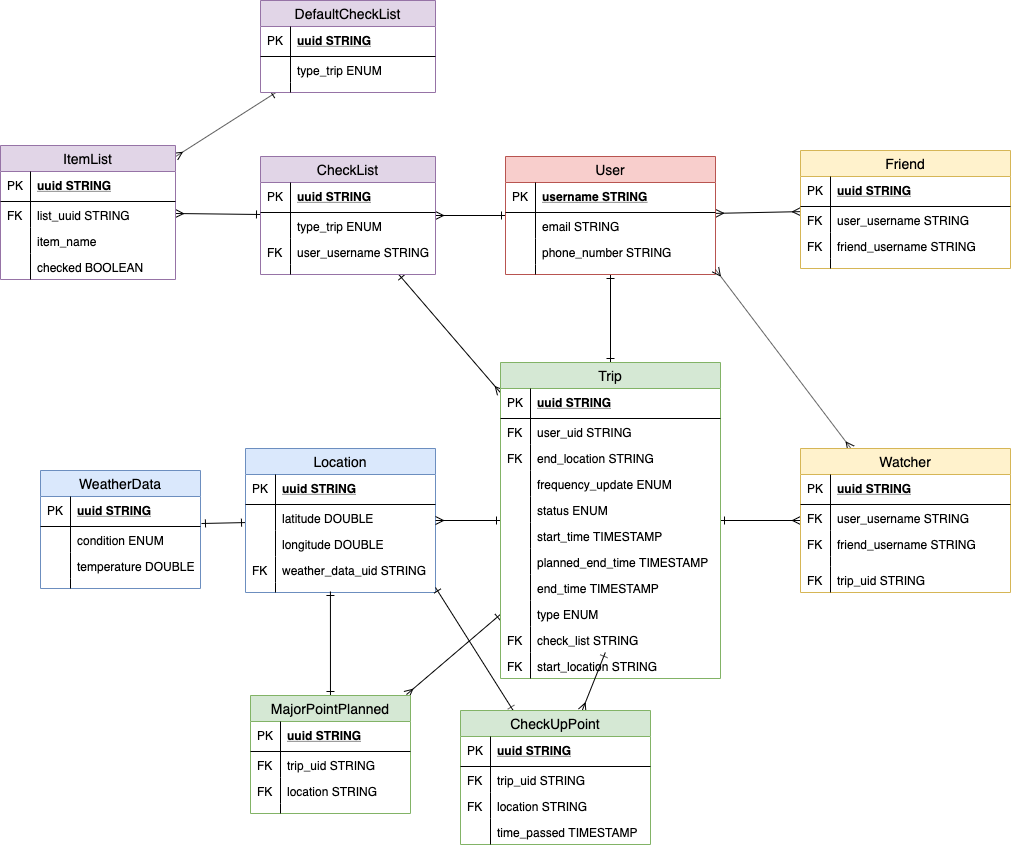 DefaultCheckList
PK uuid STRING
type_trip ENUM
ItemList
PK uuid STRING
FK list_uuid STRING
item_name
checked BOOLEAN
CheckList
PK uuid STRING
type_trip ENUM
FK user_username STRING
User
PK username STRING
email STRING
phone_number STRING
Friend
PK uuid STRING
FK user_username STRING
FK friend_username STRING
Trip
PK uuid STRING
FK user_uid STRING
FK end_location STRING
frequency_update ENUM
status ENUM
start_time TIMESTAMP
planned_end_time TIMESTAMP
end_time TIMESTAMP
type ENUM
FK check_list STRING
FK start_location STRING
WeatherData
PK uuid STRING
condition ENUM
temperature DOUBLE
Location
PK uuid STRING
latitude DOUBLE
longitude DOUBLE
FK weather_data_uid STRING
Watcher
PK uuid STRING
FK user_username STRING
FK friend_username STRING
FK trip_uid STRING
MajorPointPlanned
PK uuid STRING
FK trip_uid STRING
FK location STRING
CheckUpPoint
PK uuid STRING
FK trip_uid STRING
FK location STRING
time_passed TIMESTAMP